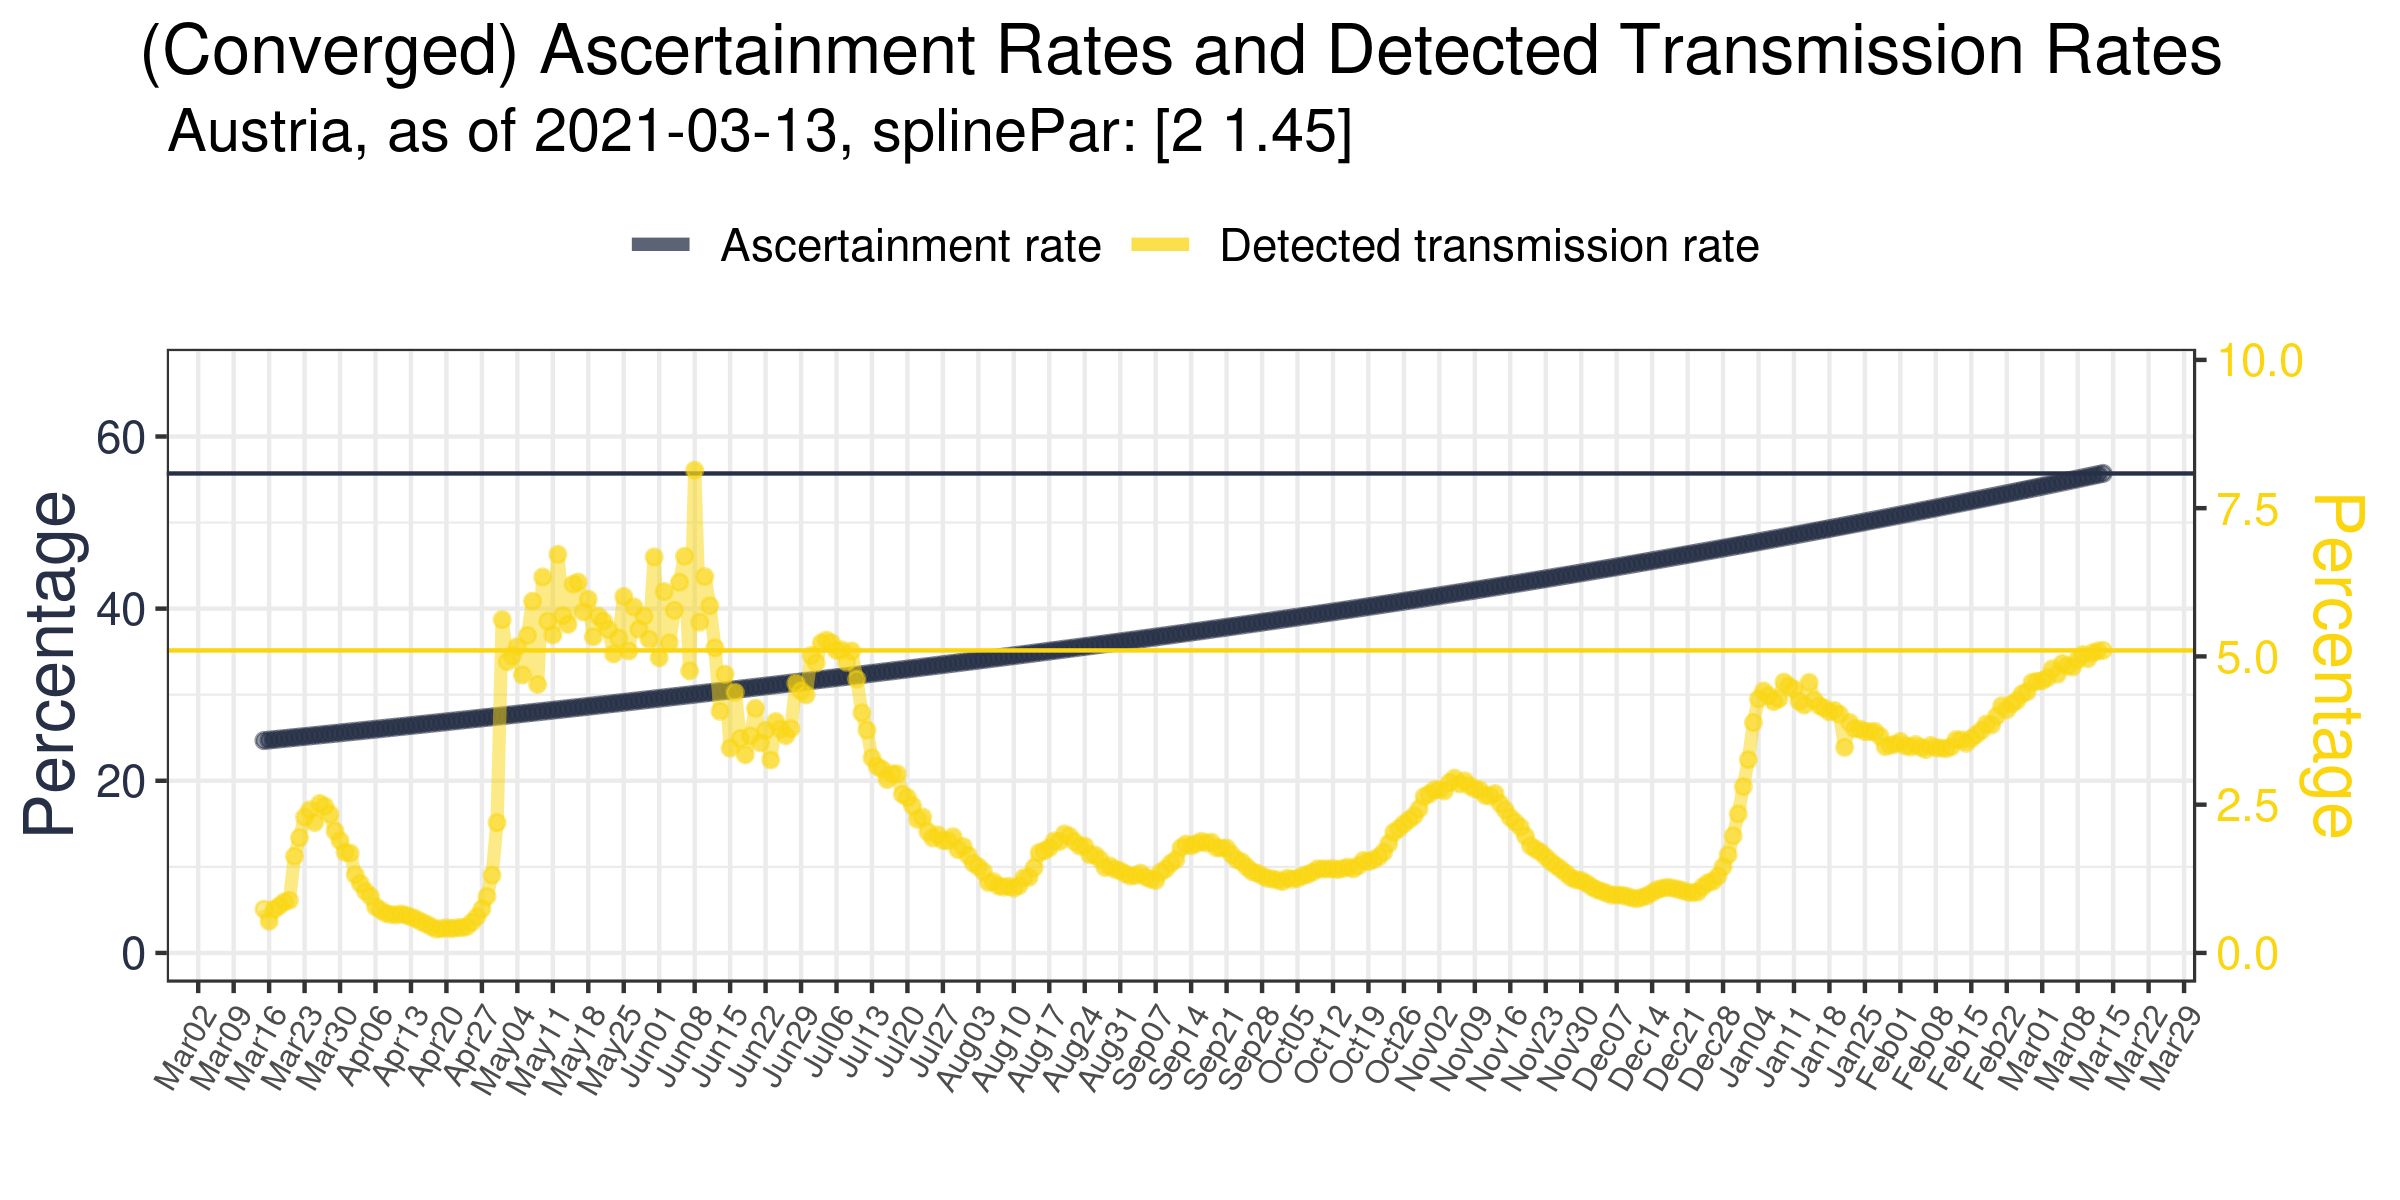 (Converged) Ascertainment Rates and Detected Transmission Rates
Austria, as of 2021-03-13, splinePar: [2 1.45]
Ascertainment rate
Detected transmission rate
Percentage
60
40
20
0
10.0
7.5
5.0
2.5
0.0
Percentage
Mar02
Mar09
Mar16
Mar23
Mar30
Apr06
Apr13
Apr20
Apr27
May04
May11
May18
May25
Jun01
Jun08
Jun15
Jun22
Jun29
Jul06
Jul13
Jul20
Jul27
Aug03
Aug10
Aug17
Aug24
Aug31
Sep07
Sep14
Sep21
Sep28
Oct05
Oct12
Oct19
Oct26
Nov02
Nov09
Nov16
Nov23
Nov30
Dec07
Dec14
Dec21
Dec28
Jan04
Jan11
Jan18
Jan25
Feb01
Feb08
Feb15
Feb22
Mar01
Mar08
Mar15
Mar22
Mar29